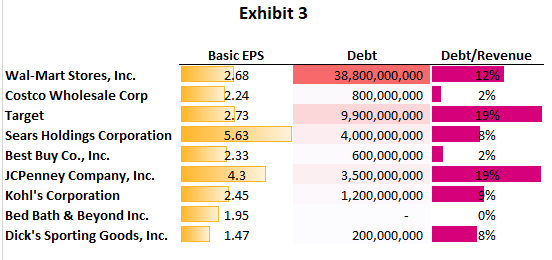 Exhibit 3
Basic EPS Debt Debt/Revenue
Wal-Mart Stores, Inc. 2.68 38,800,000,000 12%
Costco Wholesale Corp 2.24 800,000,000 2%
Target 2.73 9,900,000,000 19%
Sears Holdings Corporation 5.63 4,000,000,000 8%
Best Buy Co., Inc. 2.33 600,000,000 2%
JCPenney Company, Inc. 4.3 3,500,000,000 19%
Kohl's Corporation 2.45 1,200,000,000 9%
Bed Bath & Beyond Inc. 1.95 - 0%
Dick's Sporting Goods, Inc. 1.47 200,000,000 8%